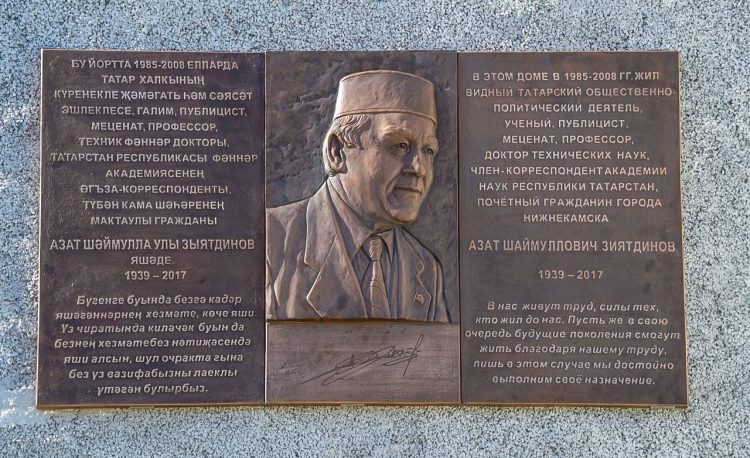 БУ ЙОРТТА 1985-2008 ЕЛЛАРДА
ТАТАР ХАЛКЫНЫҢ
КҮРЕНЕКЛЕ ҖӘМӘГАТЬ ҺӘМ СӘЯСӘТ
ЭШЛЕКЛЕСЕ, ГАЛИМ, ПУБЛИЦИСТ,
МЕЦЕНАТ, ПРОФЕССОР,
ТЕХНИК ФӘННӘР ДОКТОРЫ,
ТАТАРСТАН РЕСПУБЛИКАСЫ ФӘННӘР
АКАДЕМИЯСЕНЕҢ
ӘГЪЗА-КОРРЕСПОНДЕНТЫ,
ТҮБӘН КАМА ШӘҺӘРЕНЕҢ
МАКТАУЛЫ ГРАЖДАНЫ
АЗАТ ШӘЙМУЛЛА УЛЫ ЗЫЯТДИНОВ
ЯШӘДЕ.
1939 – 2017
Бүгенге буында безгә кадәр
яшәгәннәрнең хезмәте, көче яши
Үз чиратында киләчәк буын да
безнең хезмәтебез нәтиҗәсендә
яши алсын, шул очракта гына
без үз вазифабызны лаеклы
үтәгән булырбыз.
В ЭТОМ ДОМЕ В 1985-2008 ГГ. ЖИЛ
ВИДНЫЙ ТАТАРСКИЙ ОБЩЕСТВЕННО-
ПОЛИТИЧЕСКИЙ ДЕЯТЕЛЬ,
УЧЕНЫЙ, ПУБЛИЦИСТ,
МЕЦЕНАТ, ПРОФЕССОР,
ДОКТОР ТЕХНИЧЕСКИХ НАУК,
ЧЛЕН-КОРРЕСПОНДЕНТ АКАДЕМИИ
НАУК РЕСПУБЛИКИ ТАТАРСТАН,
ПОЧЁТНЫЙ ГРАЖДАНИН ГОРОДА
НИЖНЕКАМСКА
АЗАТ ШАЙМУЛЛОВИЧ ЗИЯТДИНОВ
1939 – 2017
В нас живут труд, силы тех,
кто жил до нас. Пусть же в свою
очередь будущие поколения смогут
жить благодаря нашему труду.
лишь в этом случае мы достойно
выполним своё назначение.